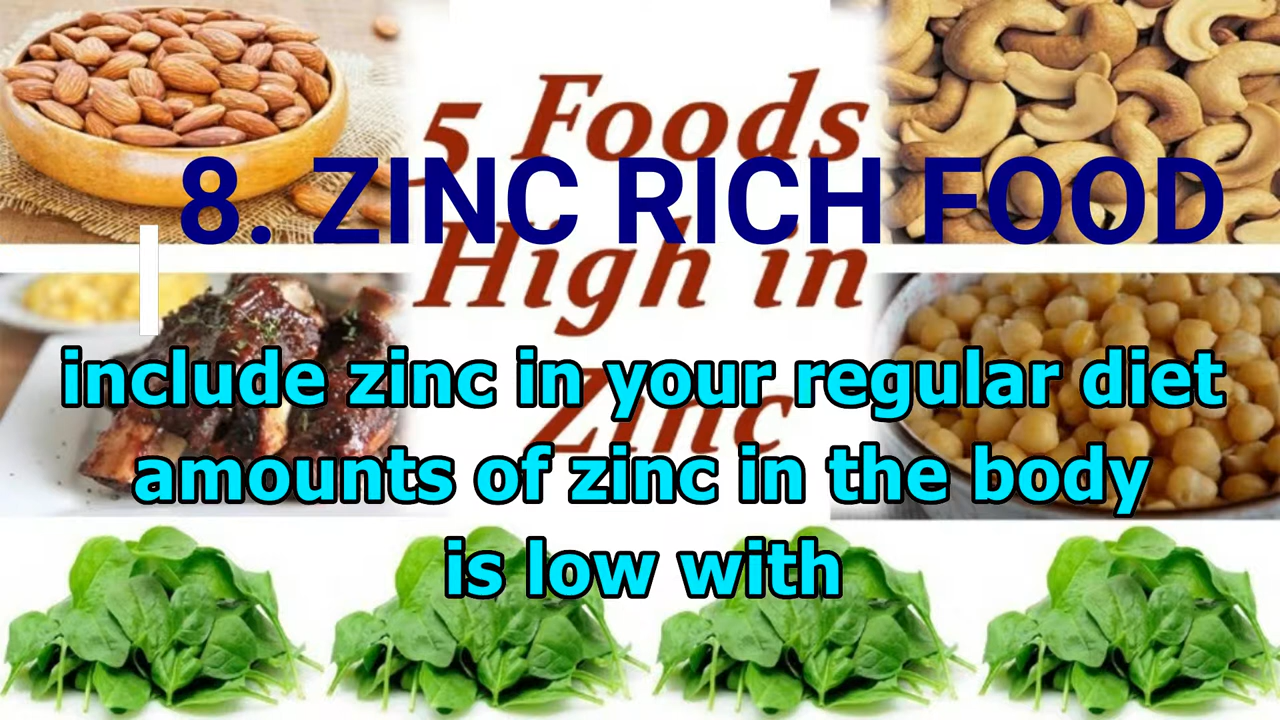 5 Foods
8. ZINC RICH FOOD
High in
include zinc in your regular diet
Zinc
amounts of zinc in the body
is low with